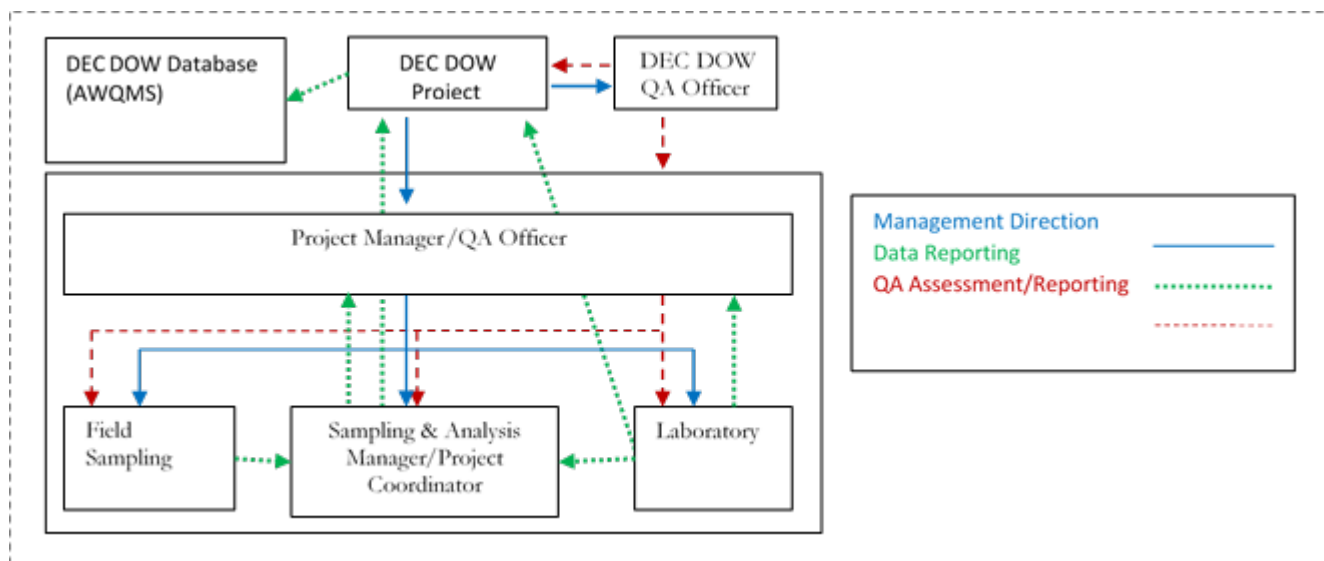 DEC DOW Database
(AWQMS)
DEC DOW
Project
DEC DOW
QA Officer
Project Manager/QA Officer
Management Direction
Data Reporting
QA Assessment/Reporting
Field
Sampling
Sampling & Analysis
Manager/Project
Coordinator
Laboratory